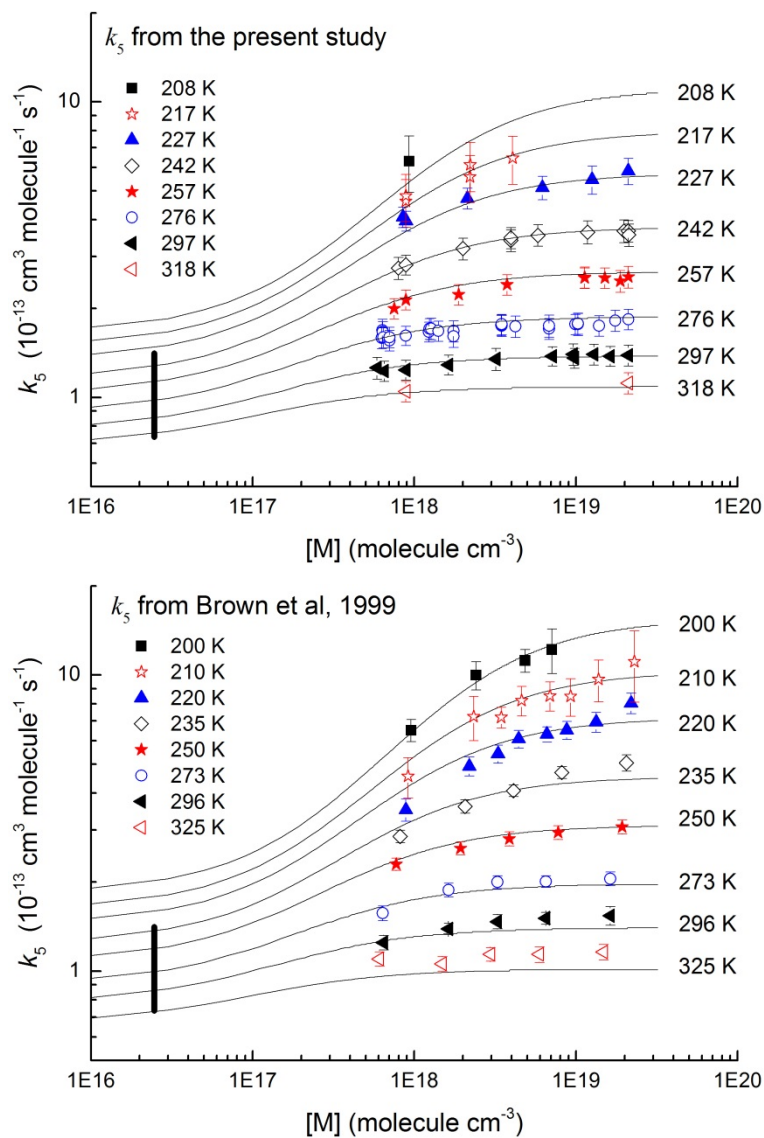 k₅ from the present study
208 K
217 K
227 K
242 K
257 K
276 K
297 K
318 K
208 K
217 K
227 K
242 K
257 K
276 K
297 K
318 K
10
1
k₅ (10⁻¹³ cm³ molecule⁻¹ s⁻¹)
1E16 1E17 1E18 1E19 1E20
[M] (molecule cm⁻³)
k₅ from Brown et al, 1999
200 K
210 K
220 K
235 K
250 K
273 K
296 K
325 K
200 K
210 K
220 K
235 K
250 K
273 K
296 K
325 K
10
1
k₅ (10⁻¹³ cm³ molecule⁻¹ s⁻¹)
1E16 1E17 1E18 1E19 1E20
[M] (molecule cm⁻³)